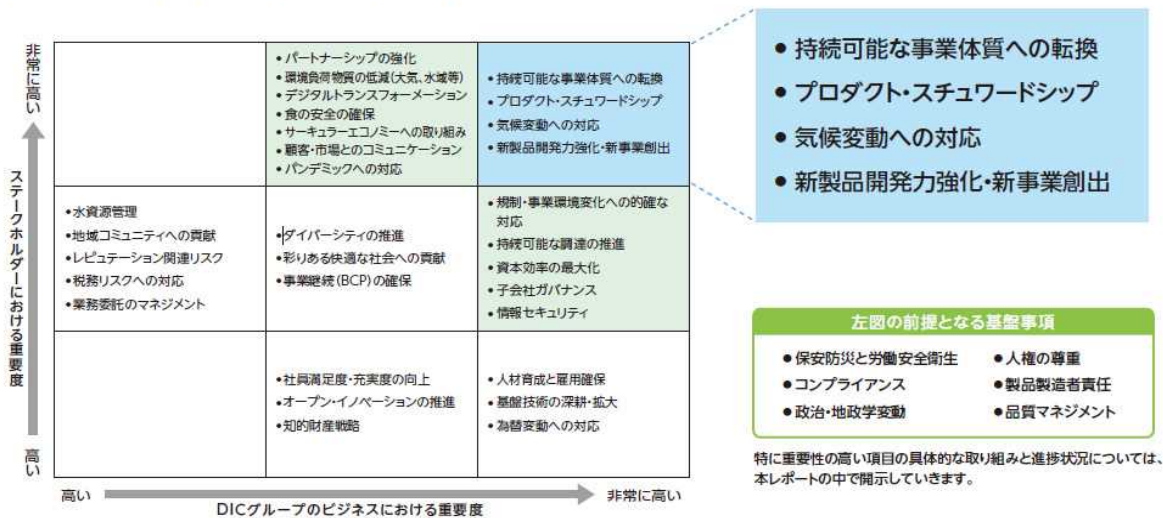 非常に高い
ステークホルダーにおける重要度
高い
• パートナーシップの強化
• 環境負荷物質の低減(大気、水域等)
• デジタルトランスフォーメーション
• 食の安全の確保
• サーキュラーエコノミーへの取り組み
• 顧客・市場とのコミュニケーション
• パンデミックへの対応
• 持続可能な事業体質への転換
• プロダクト・スチュワードシップ
• 気候変動への対応
• 新製品開発力強化・新事業創出
• 水資源管理
• 地域コミュニティへの貢献
• レピュテーション関連リスク
• 税務リスクへの対応
• 業務委託のマネジメント
• ダイバーシティの推進
• 彩りある快適な社会への貢献
• 事業継続(BCP)の確保
• 規制・事業環境変化への的確な
対応
• 持続可能な調達の推進
• 資本効率の最大化
• 子会社ガバナンス
• 情報セキュリティ
• 社員満足度・充実度の向上
• オープン・イノベーションの推進
• 知的財産戦略
• 人材育成と雇用確保
• 基盤技術の深耕・拡大
• 為替変動への対応
高い
非常に高い
DICグループのビジネスにおける重要度
• 持続可能な事業体質への転換
• プロダクト・スチュワードシップ
• 気候変動への対応
• 新製品開発力強化・新事業創出
左図の前提となる基盤事項
● 保安防災と労働安全衛生
● コンプライアンス
● 政治・地政学変動
● 人権の尊重
● 製品製造者責任
● 品質マネジメント
特に重要性の高い項目の具体的な取り組みと進捗状況については、
本レポートの中で開示していきます。